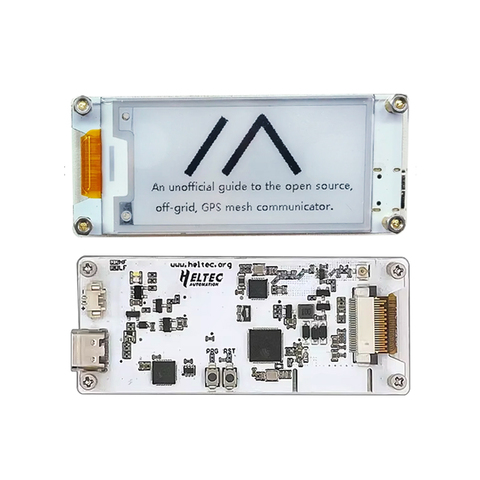 An unofficial guide to the open source,
off-grid, GPS mesh communicator.
www.heltec.org
HELTEC
AUTOMATION
PRG RST